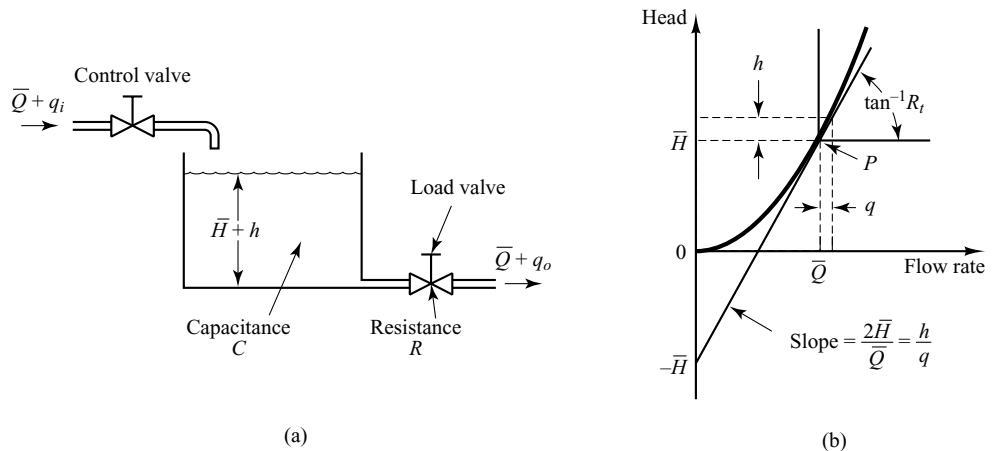 Control valve
Q̅ + qᵢ
H̅ + h
Load valve
Q̅ + qₒ
Capacitance
C
Resistance
R
(a)
Head
h
tan⁻¹Rₜ
H̅
P
q
0
Q̅
Flow rate
Slope = 2H̅/Q̅ = h/q
–H̅
(b)